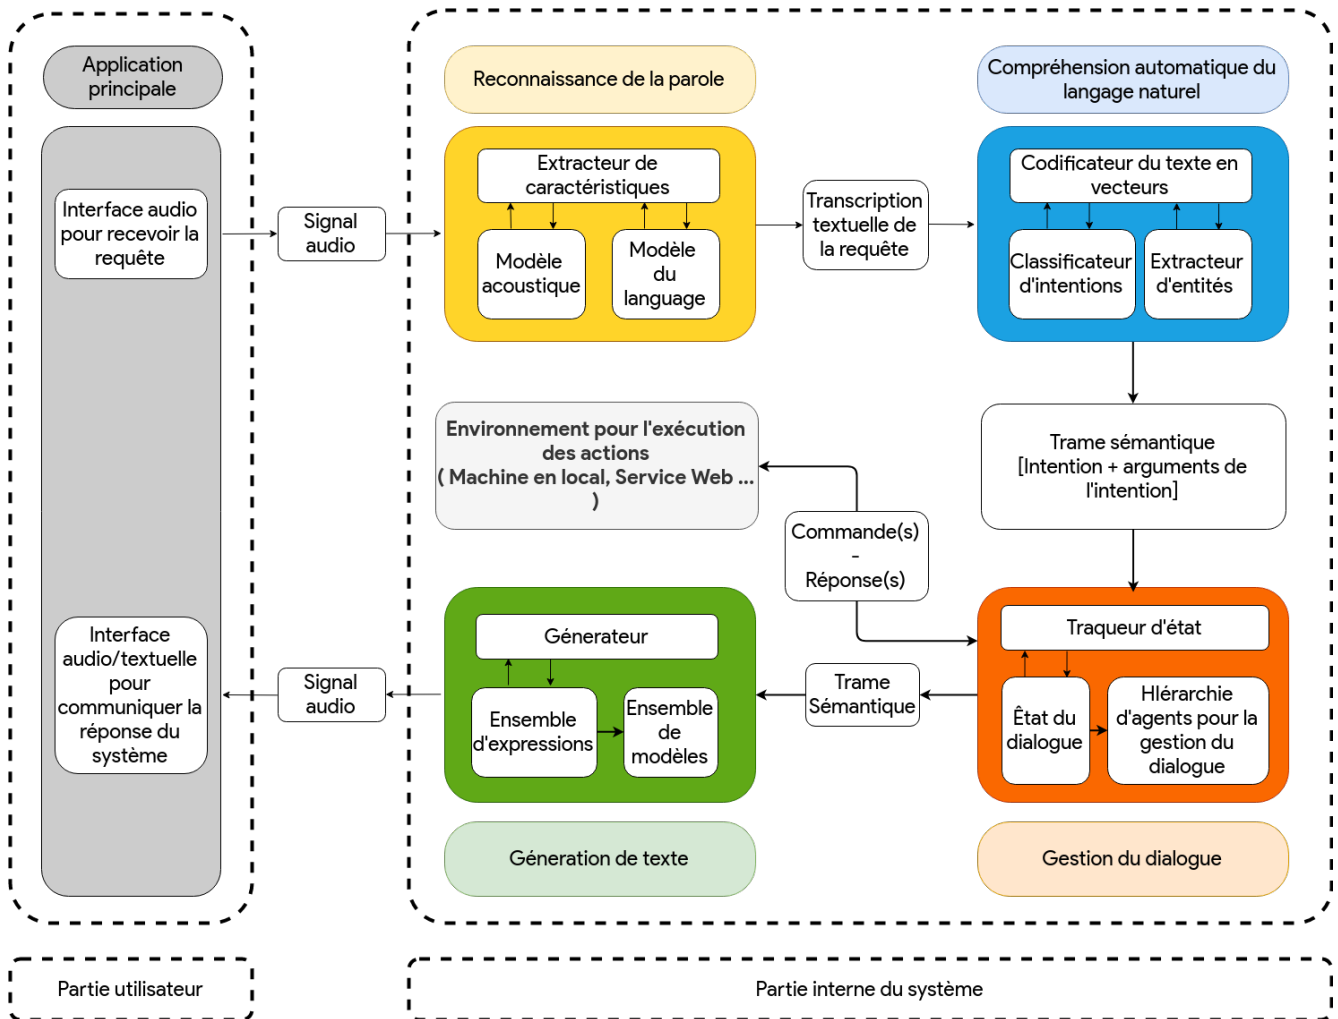 Application
principale
Interface audio
pour recevoir la
requête
Signal
audio
Reconnaissance de la parole
Extracteur de
caractéristiques
Modèle
acoustique
Modèle
du
language
Transcription
textuelle de
la requête
Compréhension automatique du
langage naturel
Codificateur du texte en
vecteurs
Classificateur
d'intentions
Extracteur
d'entités
Trame sémantique
[Intention + arguments de
l'intention]
Environnement pour l'exécution
des actions
( Machine en local, Service Web ...
)
Commande(s)
-
Réponse(s)
Traqueur d'état
Êtat du
dialogue
HIérarchie
d'agents pour la
gestion du
dialogue
Gestion du dialogue
Trame
Sémantique
Génerateur
Ensemble
d'expressions
Ensemble
de
modèles
Géneration de texte
Signal
audio
Interface
audio/textuelle
pour
communiquer la
réponse du
système
Partie utilisateur
Partie interne du système